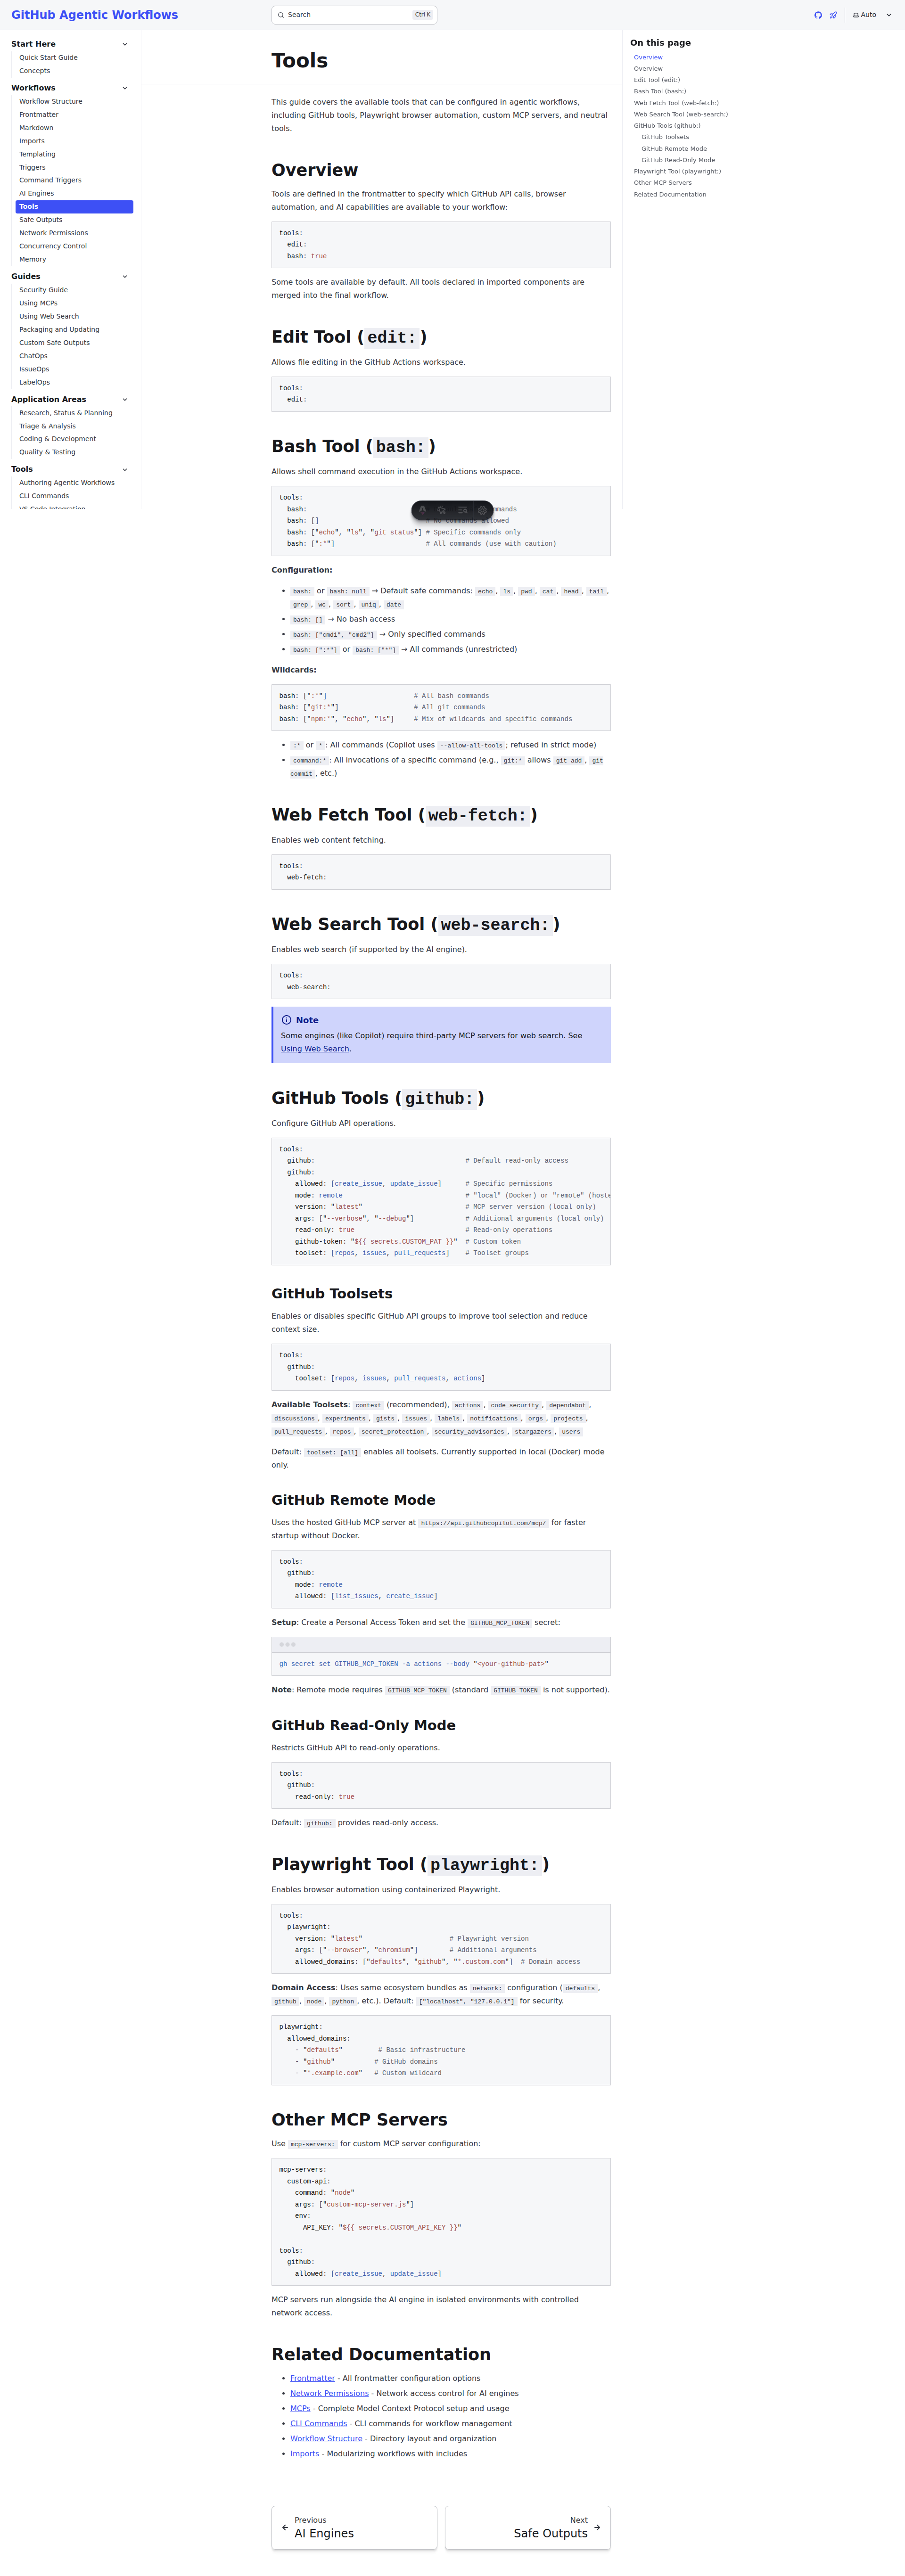 GitHub Agentic Workflows
Search
Ctrl K
Auto
Start Here
Quick Start Guide
Concepts
Workflows
Workflow Structure
Frontmatter
Markdown
Imports
Templating
Triggers
Command Triggers
AI Engines
Tools
Safe Outputs
Network Permissions
Concurrency Control
Memory
Guides
Security Guide
Using MCPs
Using Web Search
Packaging and Updating
Custom Safe Outputs
ChatOps
IssueOps
LabelOps
Application Areas
Research, Status & Planning
Triage & Analysis
Coding & Development
Quality & Testing
Tools
Authoring Agentic Workflows
CLI Commands
VS Code Integration
Tools
This guide covers the available tools that can be configured in agentic workflows,
including GitHub tools, Playwright browser automation, custom MCP servers, and neutral
tools.
Overview
Tools are defined in the frontmatter to specify which GitHub API calls, browser
automation, and AI capabilities are available to your workflow:
tools:
  edit:
  bash: true
Some tools are available by default. All tools declared in imported components are
merged into the final workflow.
Edit Tool (edit:)
Allows file editing in the GitHub Actions workspace.
tools:
  edit:
Bash Tool (bash:)
Allows shell command execution in the GitHub Actions workspace.
tools:
  bash: mmands
  bash: [] # No commands allowed
  bash: ["echo", "ls", "git status"] # Specific commands only
  bash: [":*"] # All commands (use with caution)
Configuration:
• bash: or bash: null → Default safe commands: echo, ls, pwd, cat, head, tail,
grep, wc, sort, uniq, date
• bash: [] → No bash access
• bash: ["cmd1", "cmd2"] → Only specified commands
• bash: [":*"] or bash: ["*"] → All commands (unrestricted)
Wildcards:
bash: [":*"] # All bash commands
bash: ["git:*"] # All git commands
bash: ["npm:*", "echo", "ls"] # Mix of wildcards and specific commands
• :* or *: All commands (Copilot uses --allow-all-tools; refused in strict mode)
• command:*: All invocations of a specific command (e.g., git:* allows git add, git
commit, etc.)
Web Fetch Tool (web-fetch:)
Enables web content fetching.
tools:
  web-fetch:
Web Search Tool (web-search:)
Enables web search (if supported by the AI engine).
tools:
  web-search:
Note
Some engines (like Copilot) require third-party MCP servers for web search. See
Using Web Search.
GitHub Tools (github:)
Configure GitHub API operations.
tools:
  github: # Default read-only access
  github:
    allowed: [create_issue, update_issue] # Specific permissions
    mode: remote # "local" (Docker) or "remote" (hoste
    version: "latest" # MCP server version (local only)
    args: ["--verbose", "--debug"] # Additional arguments (local only)
    read-only: true # Read-only operations
    github-token: "${{ secrets.CUSTOM_PAT }}" # Custom token
    toolset: [repos, issues, pull_requests] # Toolset groups
GitHub Toolsets
Enables or disables specific GitHub API groups to improve tool selection and reduce
context size.
tools:
  github:
    toolset: [repos, issues, pull_requests, actions]
Available Toolsets: context (recommended), actions, code_security, dependabot,
discussions, experiments, gists, issues, labels, notifications, orgs, projects,
pull_requests, repos, secret_protection, security_advisories, stargazers, users
Default: toolset: [all] enables all toolsets. Currently supported in local (Docker) mode
only.
GitHub Remote Mode
Uses the hosted GitHub MCP server at https://api.githubcopilot.com/mcp/ for faster
startup without Docker.
tools:
  github:
    mode: remote
    allowed: [list_issues, create_issue]
Setup: Create a Personal Access Token and set the GITHUB_MCP_TOKEN secret:
gh secret set GITHUB_MCP_TOKEN -a actions --body "<your-github-pat>"
Note: Remote mode requires GITHUB_MCP_TOKEN (standard GITHUB_TOKEN is not supported).
GitHub Read-Only Mode
Restricts GitHub API to read-only operations.
tools:
  github:
    read-only: true
Default: github: provides read-only access.
Playwright Tool (playwright:)
Enables browser automation using containerized Playwright.
tools:
  playwright:
    version: "latest" # Playwright version
    args: ["--browser", "chromium"] # Additional arguments
    allowed_domains: ["defaults", "github", "*.custom.com"] # Domain access
Domain Access: Uses same ecosystem bundles as network: configuration (defaults,
github, node, python, etc.). Default: ["localhost", "127.0.0.1"] for security.
playwright:
  allowed_domains:
    - "defaults" # Basic infrastructure
    - "github" # GitHub domains
    - "*.example.com" # Custom wildcard
Other MCP Servers
Use mcp-servers: for custom MCP server configuration:
mcp-servers:
  custom-api:
    command: "node"
    args: ["custom-mcp-server.js"]
    env:
      API_KEY: "${{ secrets.CUSTOM_API_KEY }}"
tools:
  github:
    allowed: [create_issue, update_issue]
MCP servers run alongside the AI engine in isolated environments with controlled
network access.
Related Documentation
• Frontmatter - All frontmatter configuration options
• Network Permissions - Network access control for AI engines
• MCPs - Complete Model Context Protocol setup and usage
• CLI Commands - CLI commands for workflow management
• Workflow Structure - Directory layout and organization
• Imports - Modularizing workflows with includes
Previous
AI Engines
Next
Safe Outputs
On this page
Overview
Overview
Edit Tool (edit:)
Bash Tool (bash:)
Web Fetch Tool (web-fetch:)
Web Search Tool (web-search:)
GitHub Tools (github:)
GitHub Toolsets
GitHub Remote Mode
GitHub Read-Only Mode
Playwright Tool (playwright:)
Other MCP Servers
Related Documentation